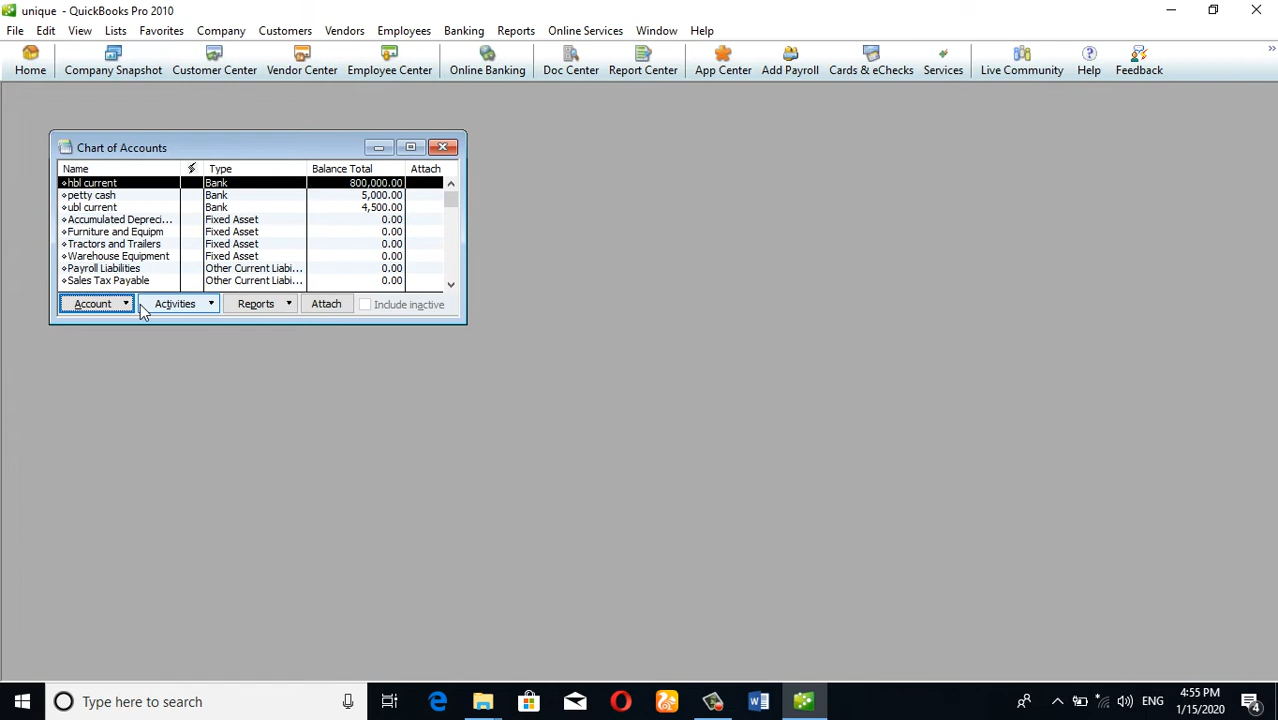 unique - QuickBooks Pro 2010
File Edit View Lists Favorites Company Customers Vendors Employees Banking Reports Online Services Window Help
Home Company Snapshot Customer Center Vendor Center Employee Center Online Banking Doc Center Report Center App Center Add Payroll Cards & eChecks Services Live Community Help Feedback
Chart of Accounts
Name Type Balance Total Attach
hbl current Bank 800,000.00
petty cash Bank 5,000.00
ubl current Bank 4,500.00
Accumulated Depreci... Fixed Asset 0.00
Furniture and Equipm Fixed Asset 0.00
Tractors and Trailers Fixed Asset 0.00
Warehouse Equipment Fixed Asset 0.00
Payroll Liabilities Other Current Liabi... 0.00
Sales Tax Payable Other Current Liabi... 0.00
Account Activities Reports Attach Include inactive
Type here to search
ENG
4:55 PM
1/15/2020
4